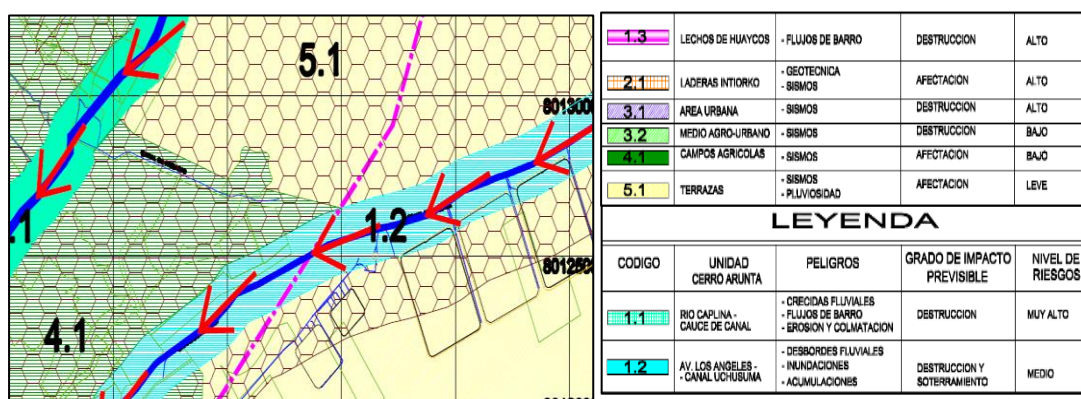 5.1
8013000
1.2
801250
.1
4.1
1.3 LECHOS DE HUAYCOS - FLUJOS DE BARRO DESTRUCCION ALTO
2.1 LADERAS INTIORKO - GEOTECNICA AFECTACION ALTO
- SISMOS
3.1 AREA URBANA - SISMOS DESTRUCCION ALTO
3.2 MEDIO AGRO-URBANO - SISMOS DESTRUCCION BAJO
4.1 CAMPOS AGRICOLAS - SISMOS AFECTACION BAJO
5.1 TERRAZAS - SISMOS AFECTACION LEVE
- PLUVIOSIDAD
LEYENDA
CODIGO UNIDAD PELIGROS GRADO DE IMPACTO NIVEL DE
CERRO ARUNTA PREVISIBLE RIESGOS
1.1 RIO CAPLINA - - CRECIDAS FLUVIALES DESTRUCCION MUY ALTO
CAUCE DE CANAL - FLUJOS DE BARRO
- EROSION Y COLMATACION
1.2 AV. LOS ANGELES - - DESBORDES FLUVIALES DESTRUCCION Y MEDIO
- CANAL UCHUSUMA - INUNDACIONES SOTERRAMIENTO
- ACUMULACIONES